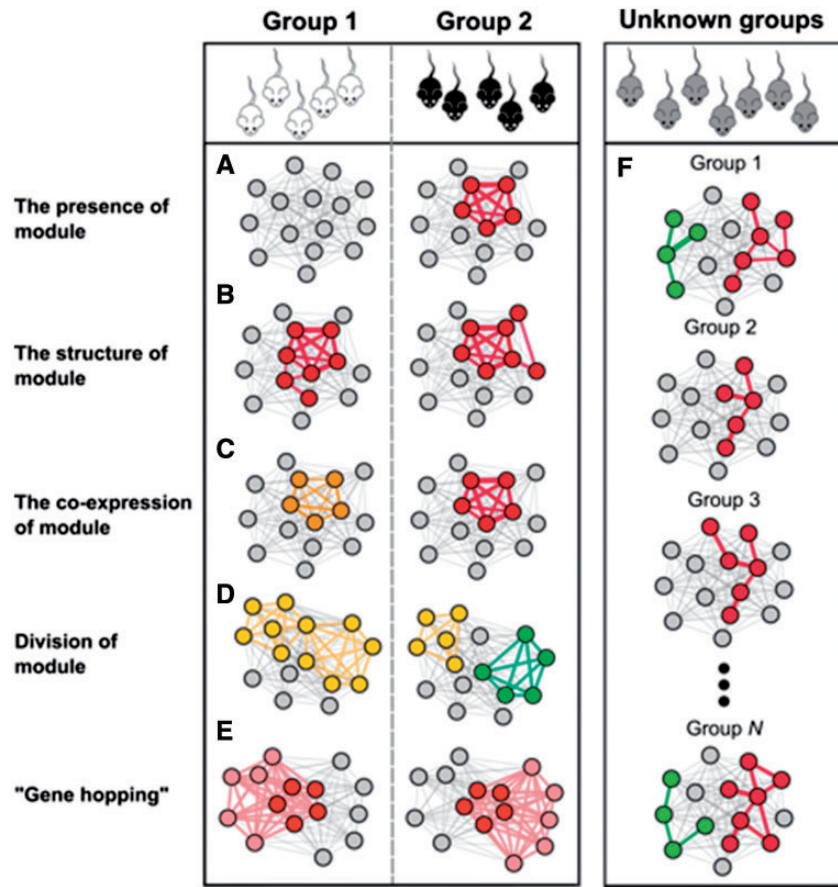 Group 1
Group 2
Unknown groups
A
The presence of
module
B
The structure of
module
C
The co-expression
of module
D
Division of
module
E
"Gene hopping"
F
Group 1
Group 2
Group 3
Group N